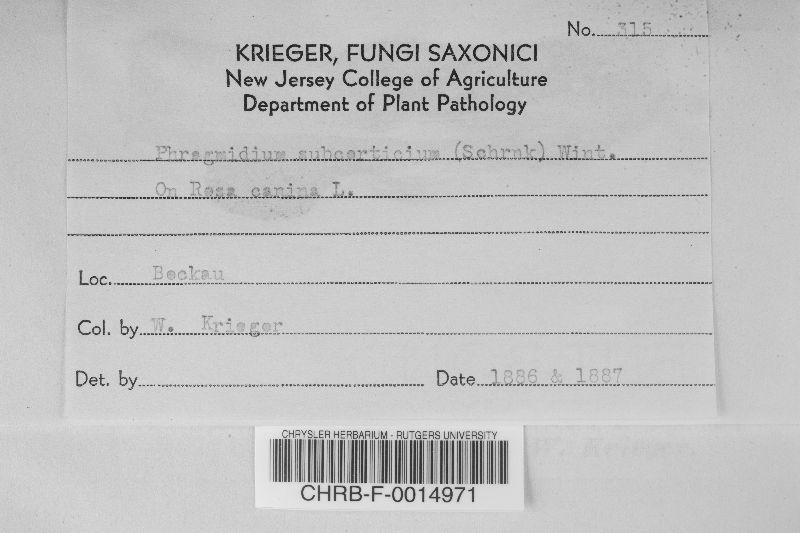 No. 315
KRIEGER, FUNGI SAXONICI
New Jersey College of Agriculture
Department of Plant Pathology
Phragmidium subcorticium (Schrnk) Wint.
On Rosa canina L.
Loc. Beckau
Col. by W. Krieger
Det. by
Date 1886 & 1887
CHRYSLER HERBARIUM - RUTGERS UNIVERSITY
W. Krieger.
CHRB-F-0014971